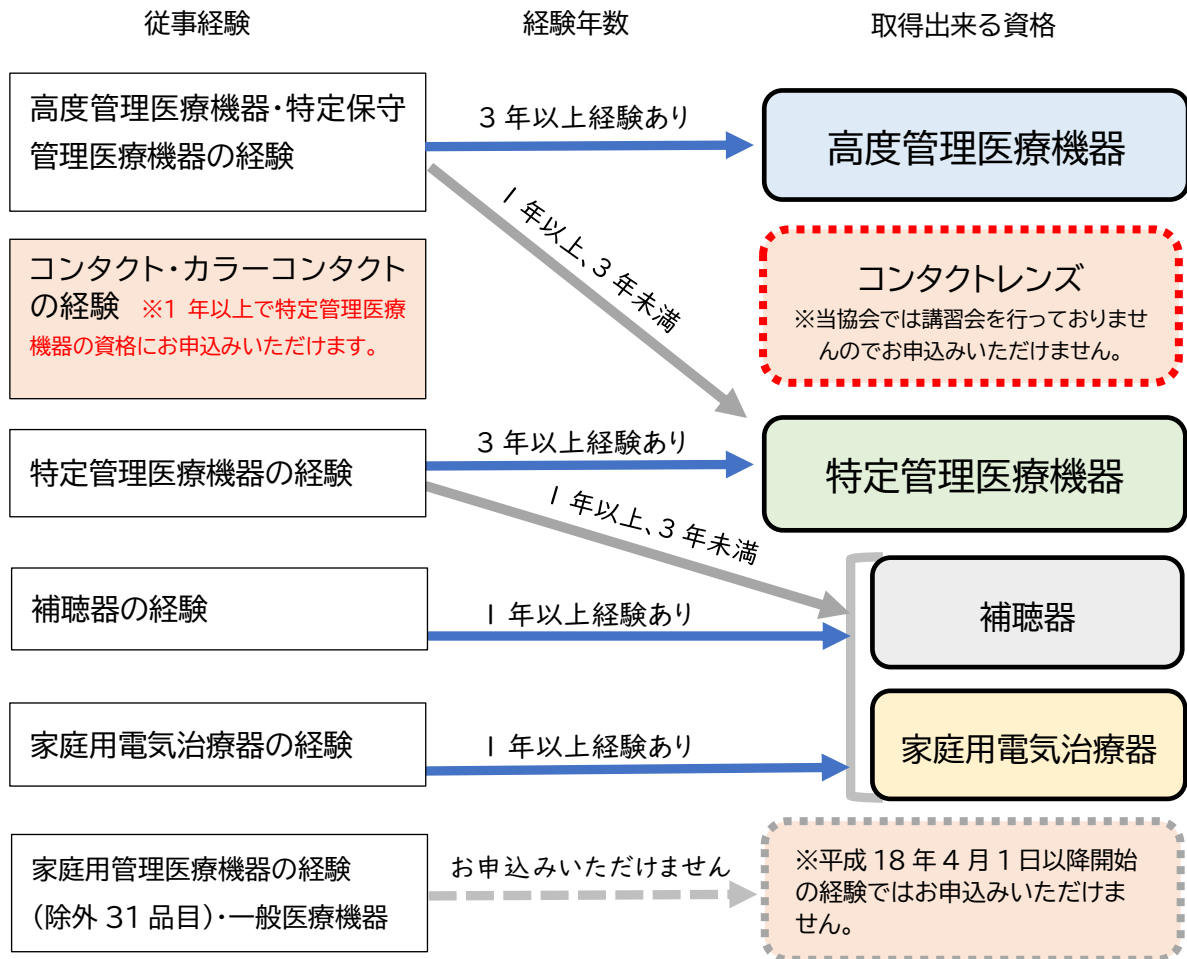 従事経験
経験年数
取得出来る資格
高度管理医療機器・特定保守
管理医療機器の経験
3年以上経験あり
高度管理医療機器
1年以上、3年未満
コンタクト・カラーコンタクト
の経験 ※1 年以上で特定管理医療
機器の資格にお申込みいただけます。
コンタクトレンズ
※当協会では講習会を行っておりませ
んのでお申込みいただけません。
特定管理医療機器の経験
3年以上経験あり
特定管理医療機器
1年以上、3年未満
補聴器の経験
1年以上経験あり
補聴器
家庭用電気治療器の経験
1年以上経験あり
家庭用電気治療器
家庭用管理医療機器の経験
(除外 31 品目)・一般医療機器
お申込みいただけません
※平成 18 年 4 月 1 日以降開始
の経験ではお申込みいただけま
せん。